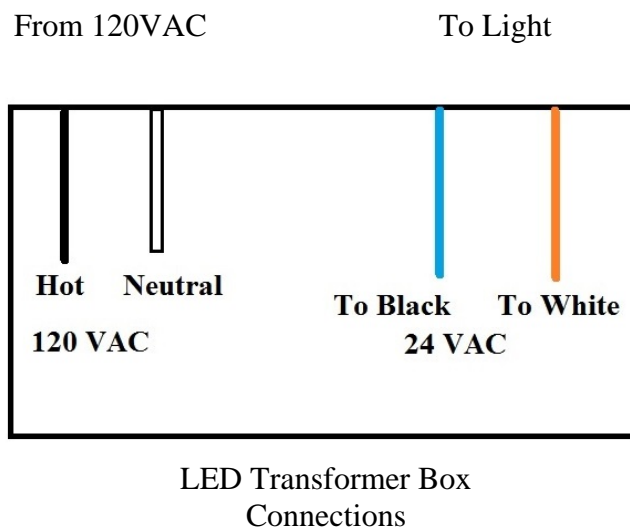 From 120VAC To Light
Hot Neutral
To Black To White
120 VAC 24 VAC
LED Transformer Box
Connections